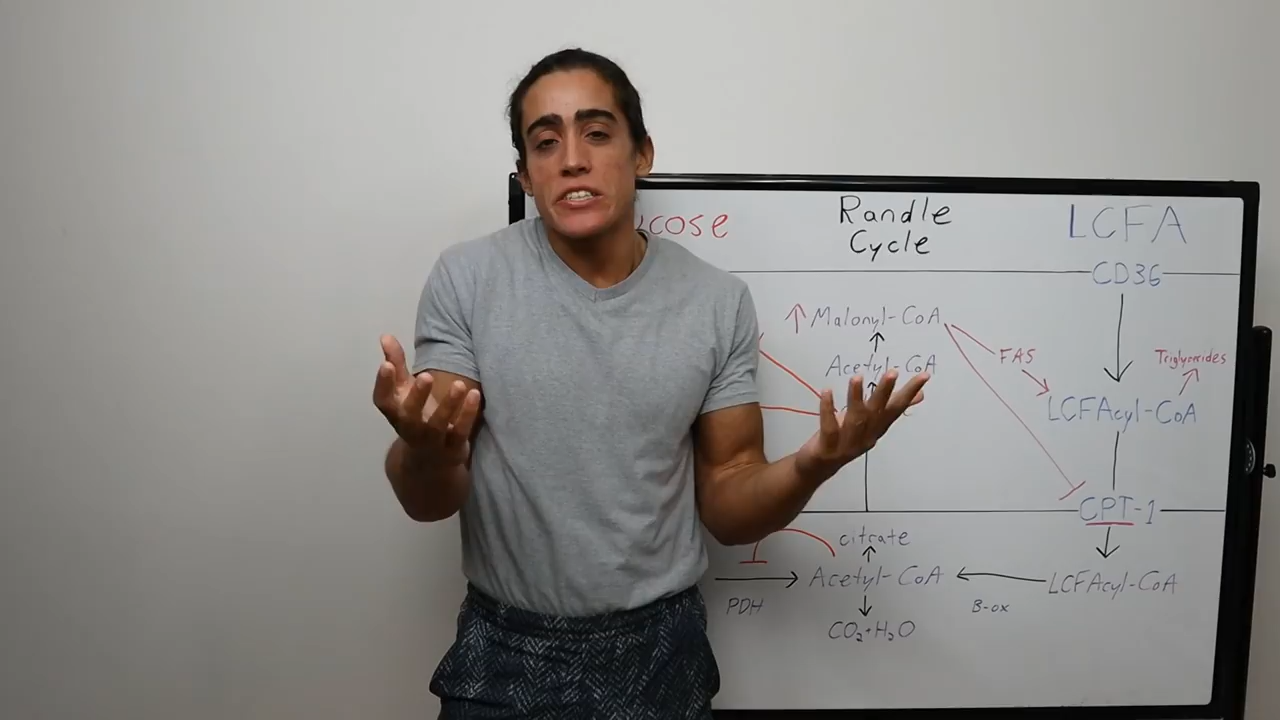 cose
Randle
Cycle
LCFA
CD36
↑ Malonyl-CoA
FAS
Triglycerides
Acetyl-CoA
LCFAcyl-CoA
CPT-1
citrate
PDH
Acetyl-CoA
B-ox
LCFAcyl-CoA
CO₂+H₂O